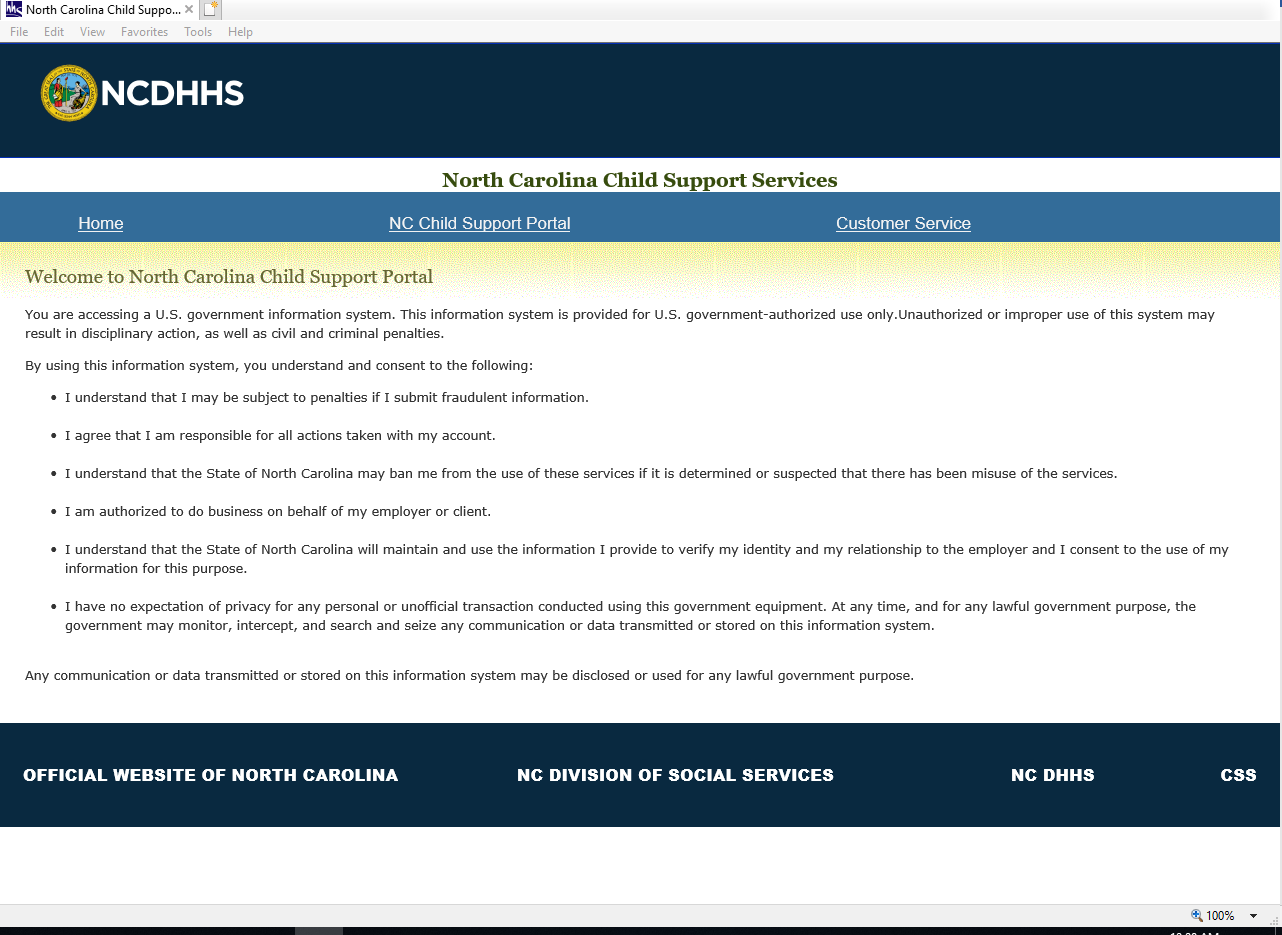 North Carolina Child Suppo...
File Edit View Favorites Tools Help
NCDHHS
North Carolina Child Support Services
Home NC Child Support Portal Customer Service
Welcome to North Carolina Child Support Portal
You are accessing a U.S. government information system. This information system is provided for U.S. government-authorized use only.Unauthorized or improper use of this system may
result in disciplinary action, as well as civil and criminal penalties.
By using this information system, you understand and consent to the following:
• I understand that I may be subject to penalties if I submit fraudulent information.
• I agree that I am responsible for all actions taken with my account.
• I understand that the State of North Carolina may ban me from the use of these services if it is determined or suspected that there has been misuse of the services.
• I am authorized to do business on behalf of my employer or client.
• I understand that the State of North Carolina will maintain and use the information I provide to verify my identity and my relationship to the employer and I consent to the use of my
information for this purpose.
• I have no expectation of privacy for any personal or unofficial transaction conducted using this government equipment. At any time, and for any lawful government purpose, the
government may monitor, intercept, and search and seize any communication or data transmitted or stored on this information system.
Any communication or data transmitted or stored on this information system may be disclosed or used for any lawful government purpose.
OFFICIAL WEBSITE OF NORTH CAROLINA NC DIVISION OF SOCIAL SERVICES NC DHHS CSS
100%